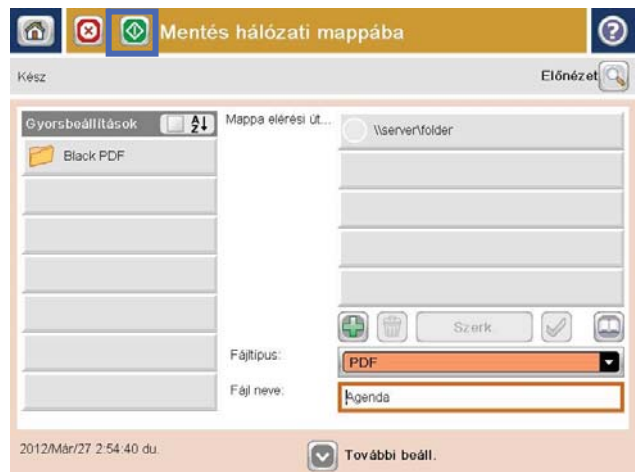 Mentés hálózati mappába
Kész
Előnézet
Gyorsbeállítások
Black PDF
Mappa elérési út...
\\server\folder
Szerk.
Fájltípus:
PDF
Fájl neve:
Agenda
2012/Már/27 2:54:40 du.
További beáll.